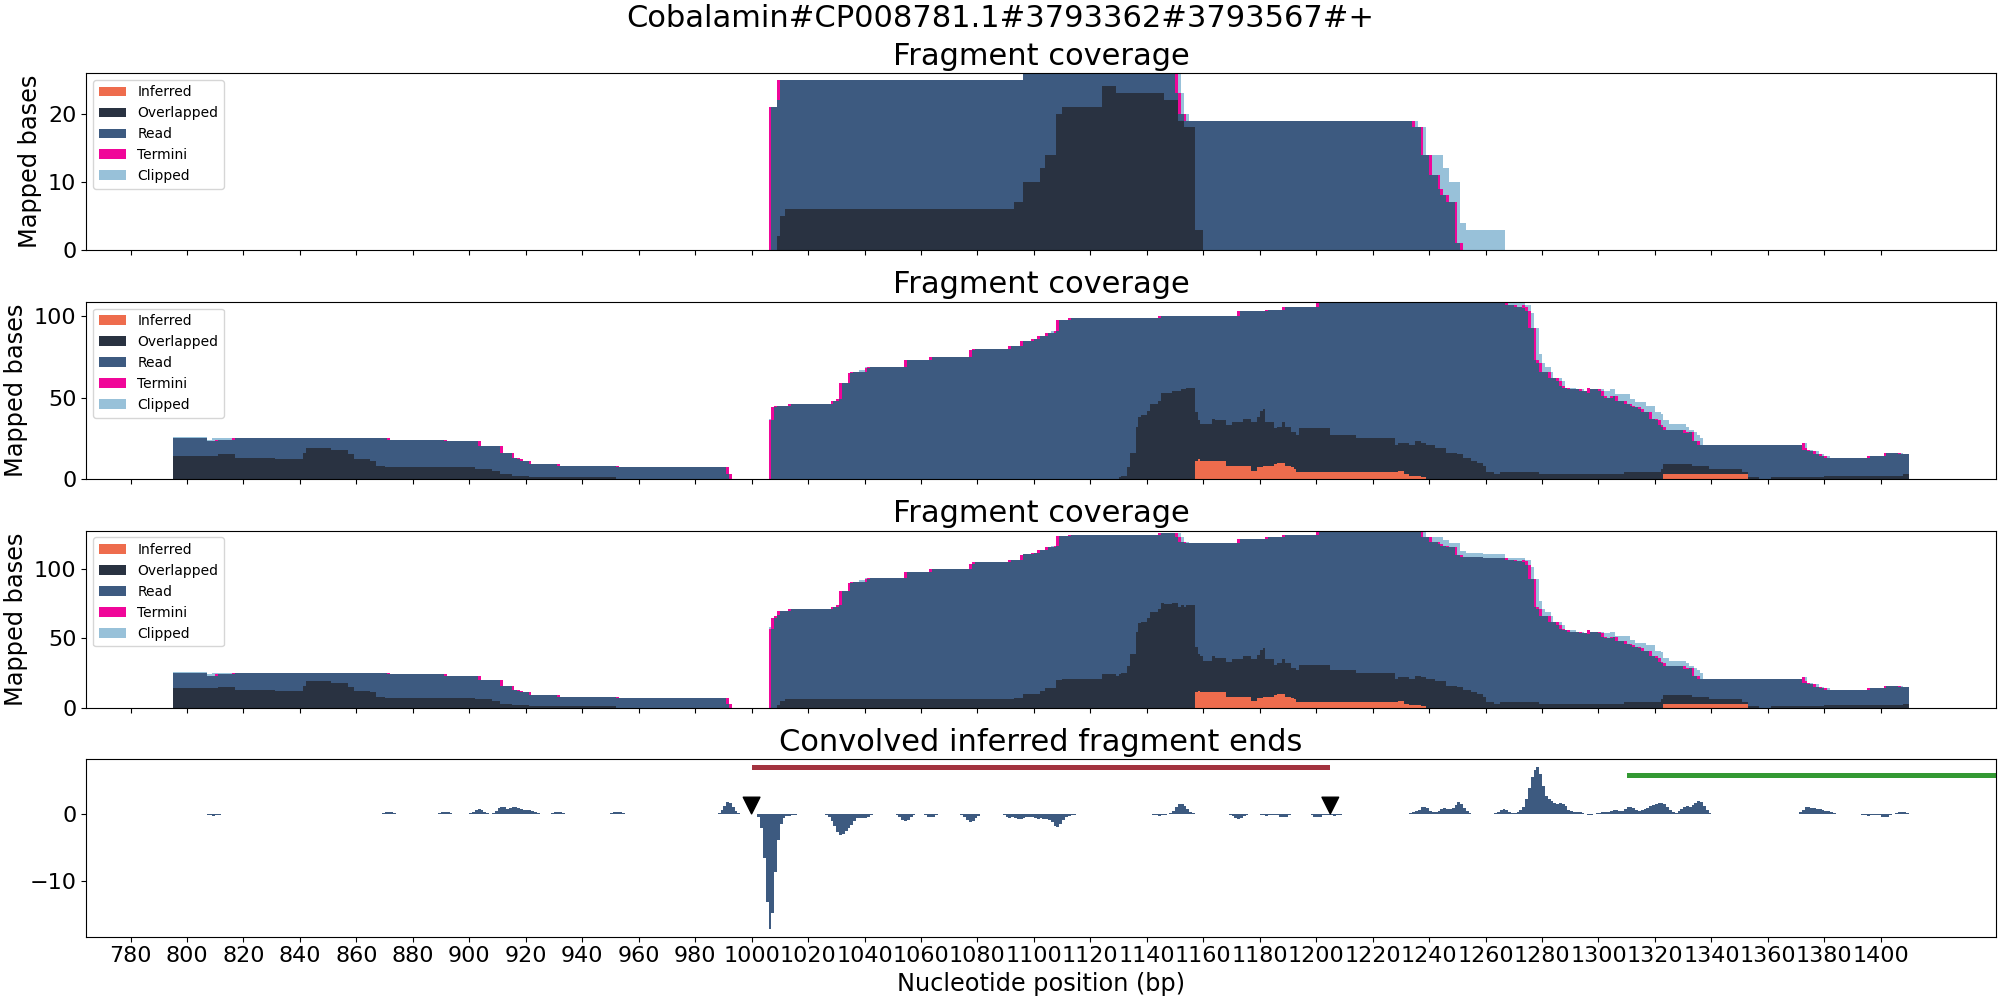 Cobalamin#CP008781.1#3793362#3793567#+
Fragment coverage
Mapped bases
20
10
0
Inferred
Overlapped
Read
Termini
Clipped
Fragment coverage
Mapped bases
100
50
0
Inferred
Overlapped
Read
Termini
Clipped
Fragment coverage
Mapped bases
100
50
0
Inferred
Overlapped
Read
Termini
Clipped
Convolved inferred fragment ends
0
−10
780 800 820 840 860 880 900 920 940 960 980 1000 1020 1040 1060 1080 1100 1120 1140 1160 1180 1200 1220 1240 1260 1280 1300 1320 1340 1360 1380 1400
Nucleotide position (bp)